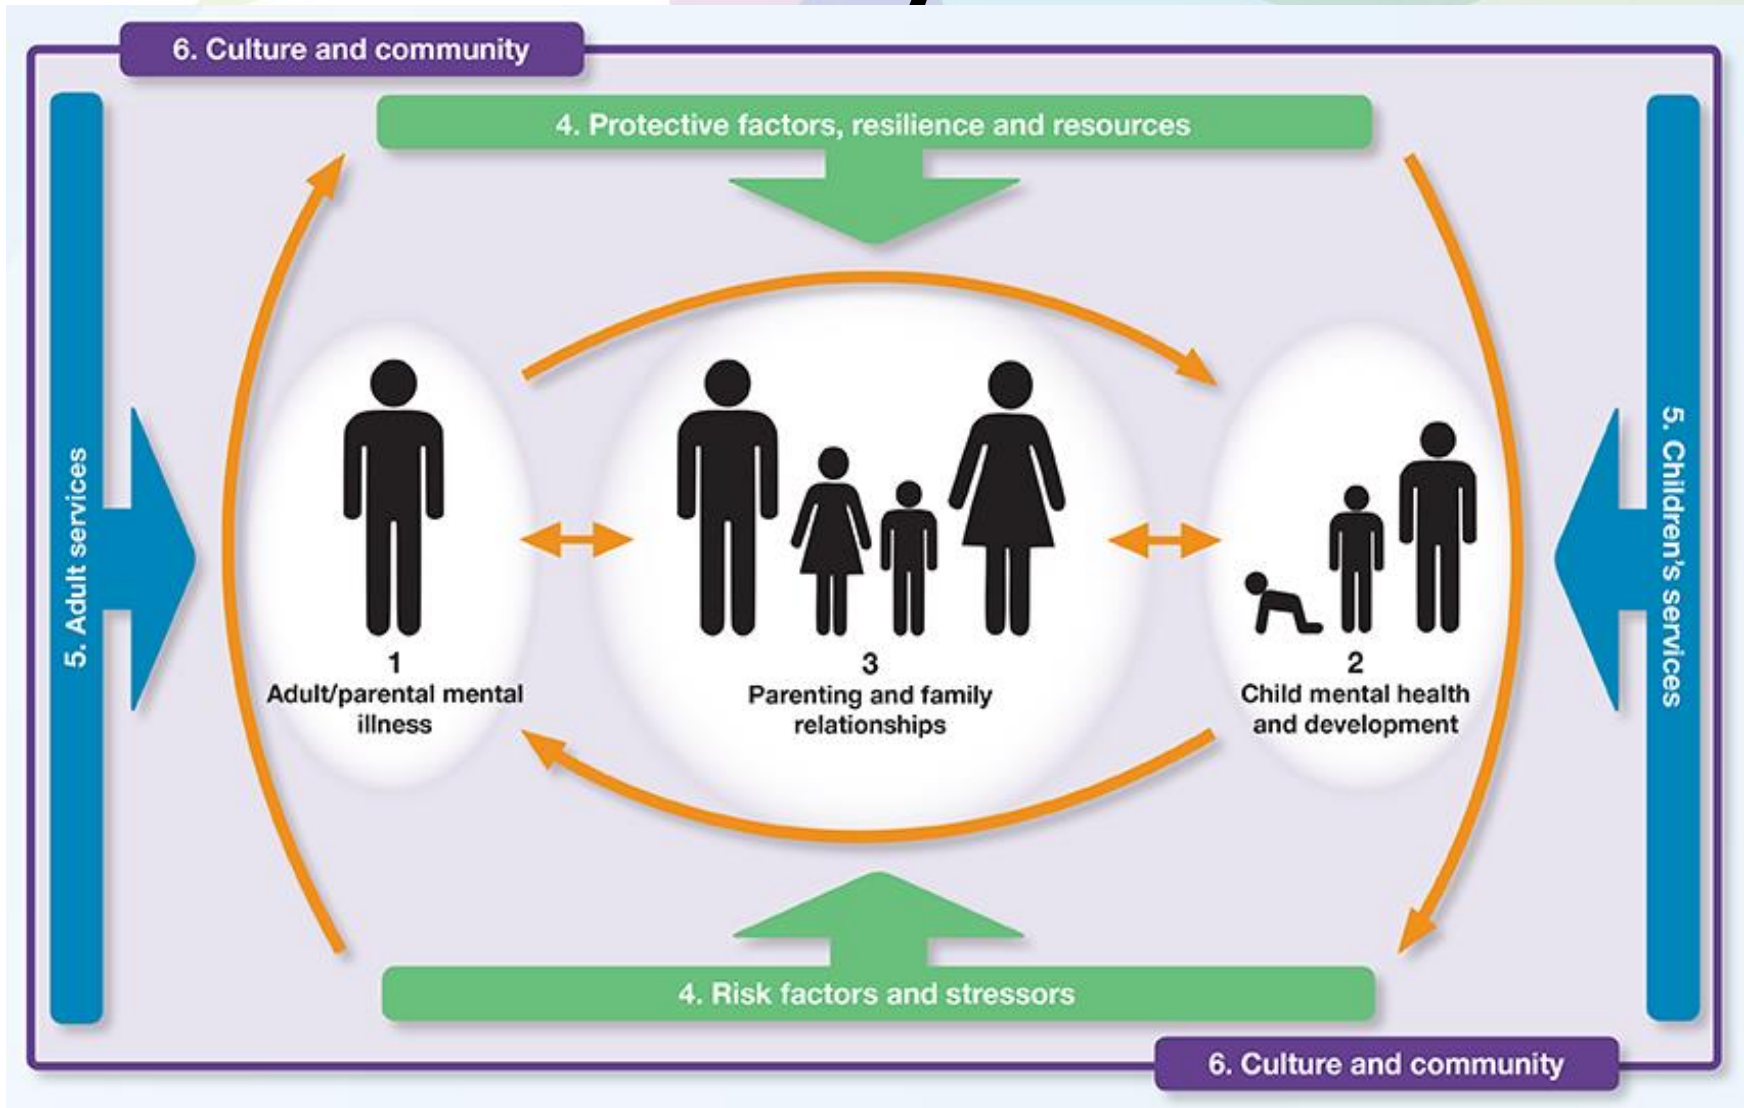 6. Culture and community
4. Protective factors, resilience and resources
5. Adult services
1
Adult/parental mental
illness
3
Parenting and family
relationships
2
Child mental health
and development
5. Children's services
4. Risk factors and stressors
6. Culture and community